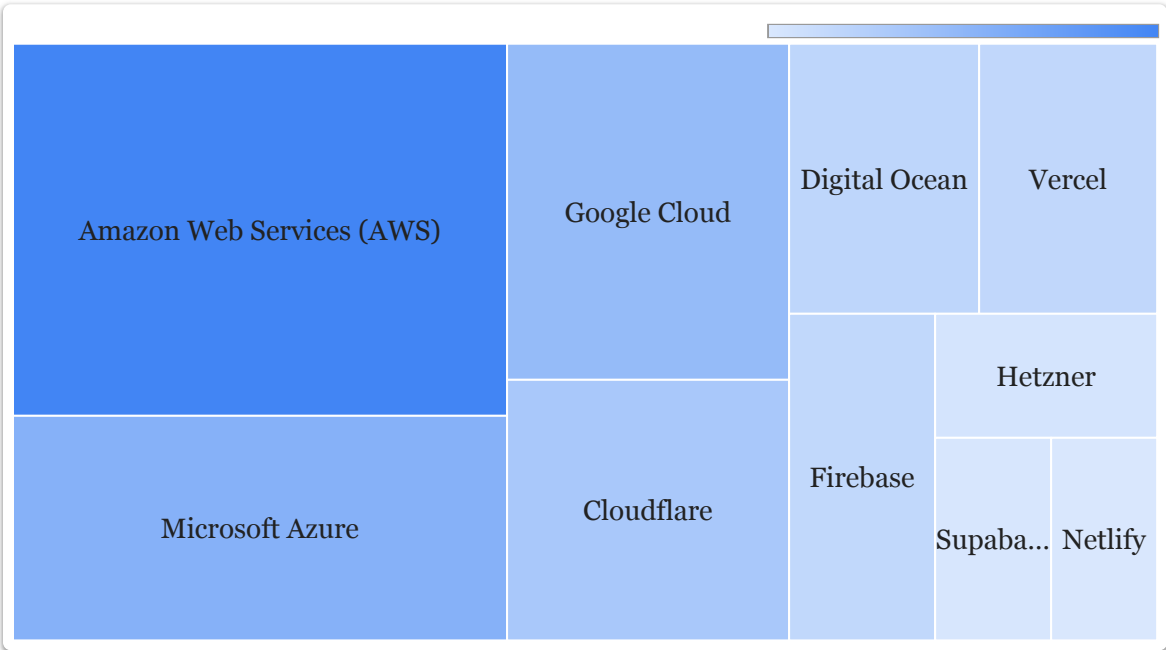 Amazon Web Services (AWS)
Microsoft Azure
Google Cloud
Cloudflare
Digital Ocean
Vercel
Firebase
Hetzner
Supaba...
Netlify